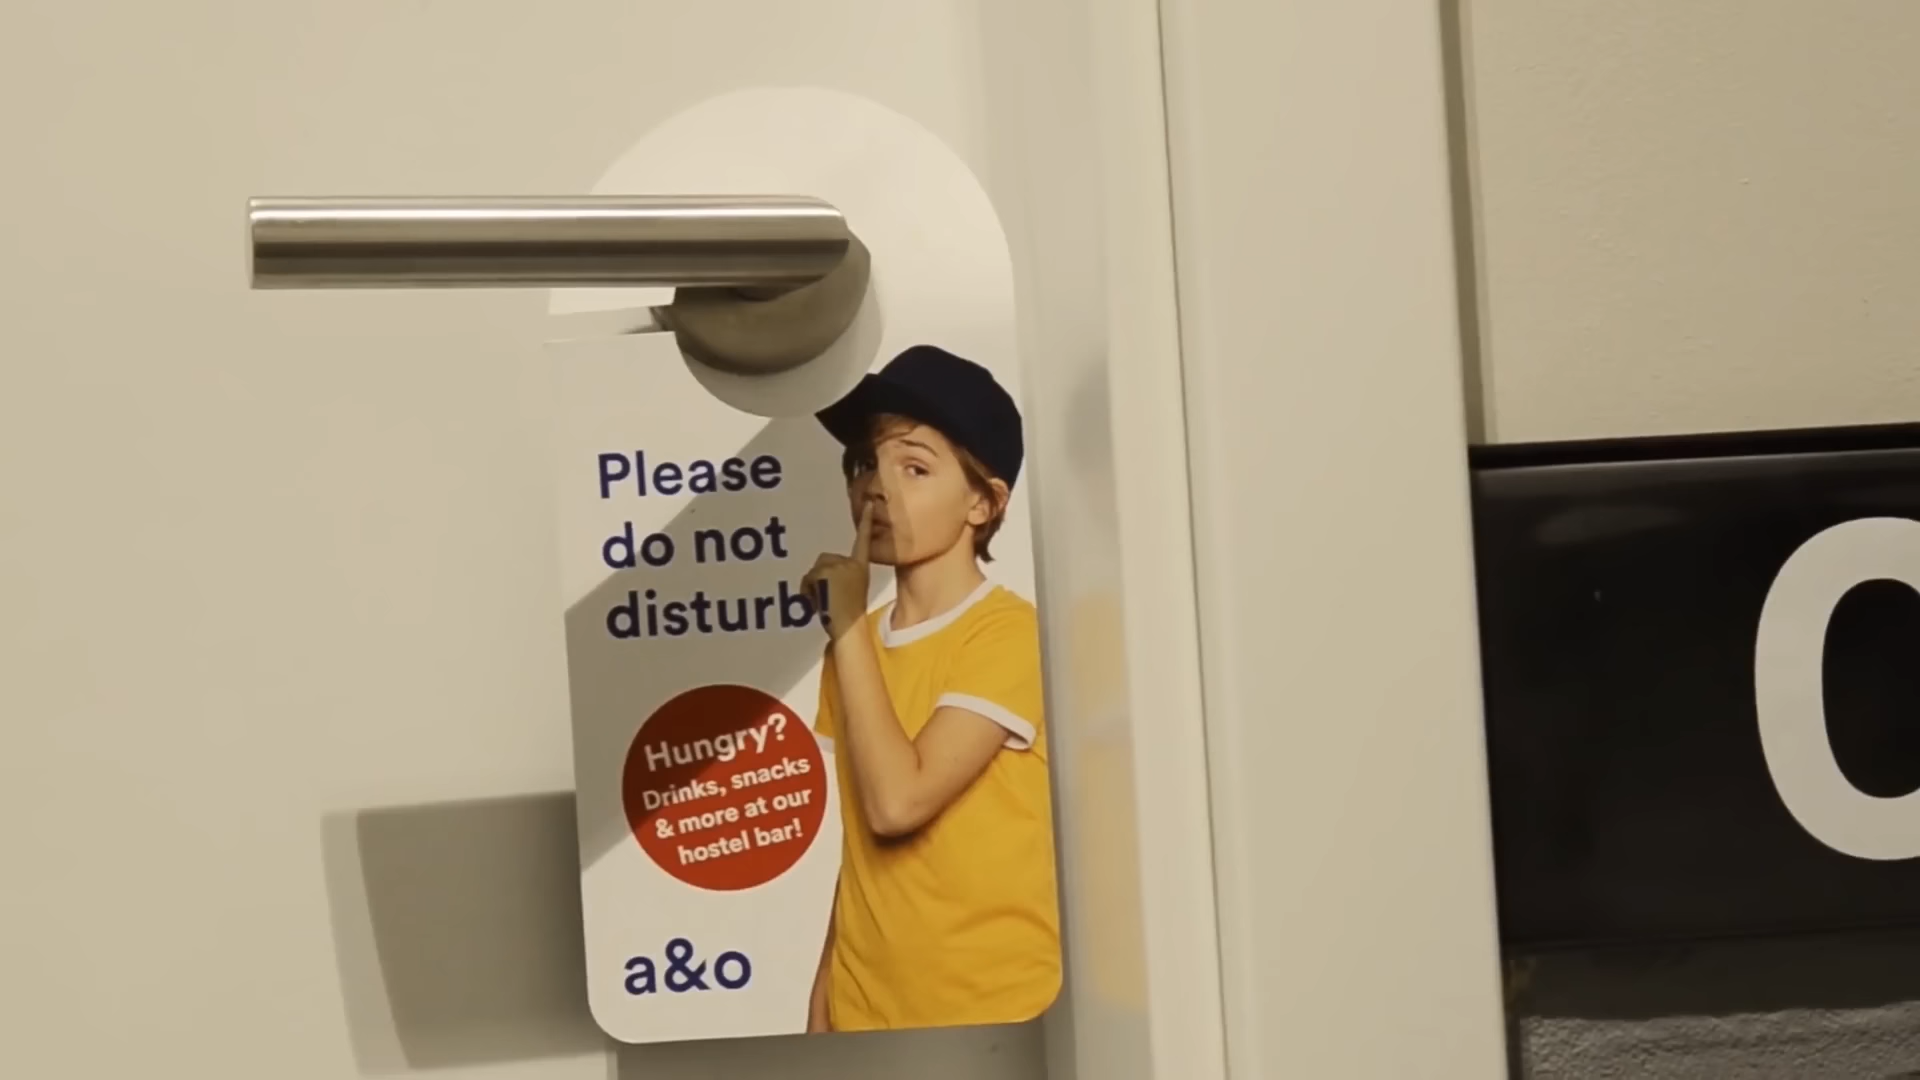 Please
do not
disturb!
Hungry?
Drinks, snacks
& more at our
hostel bar!
a&o